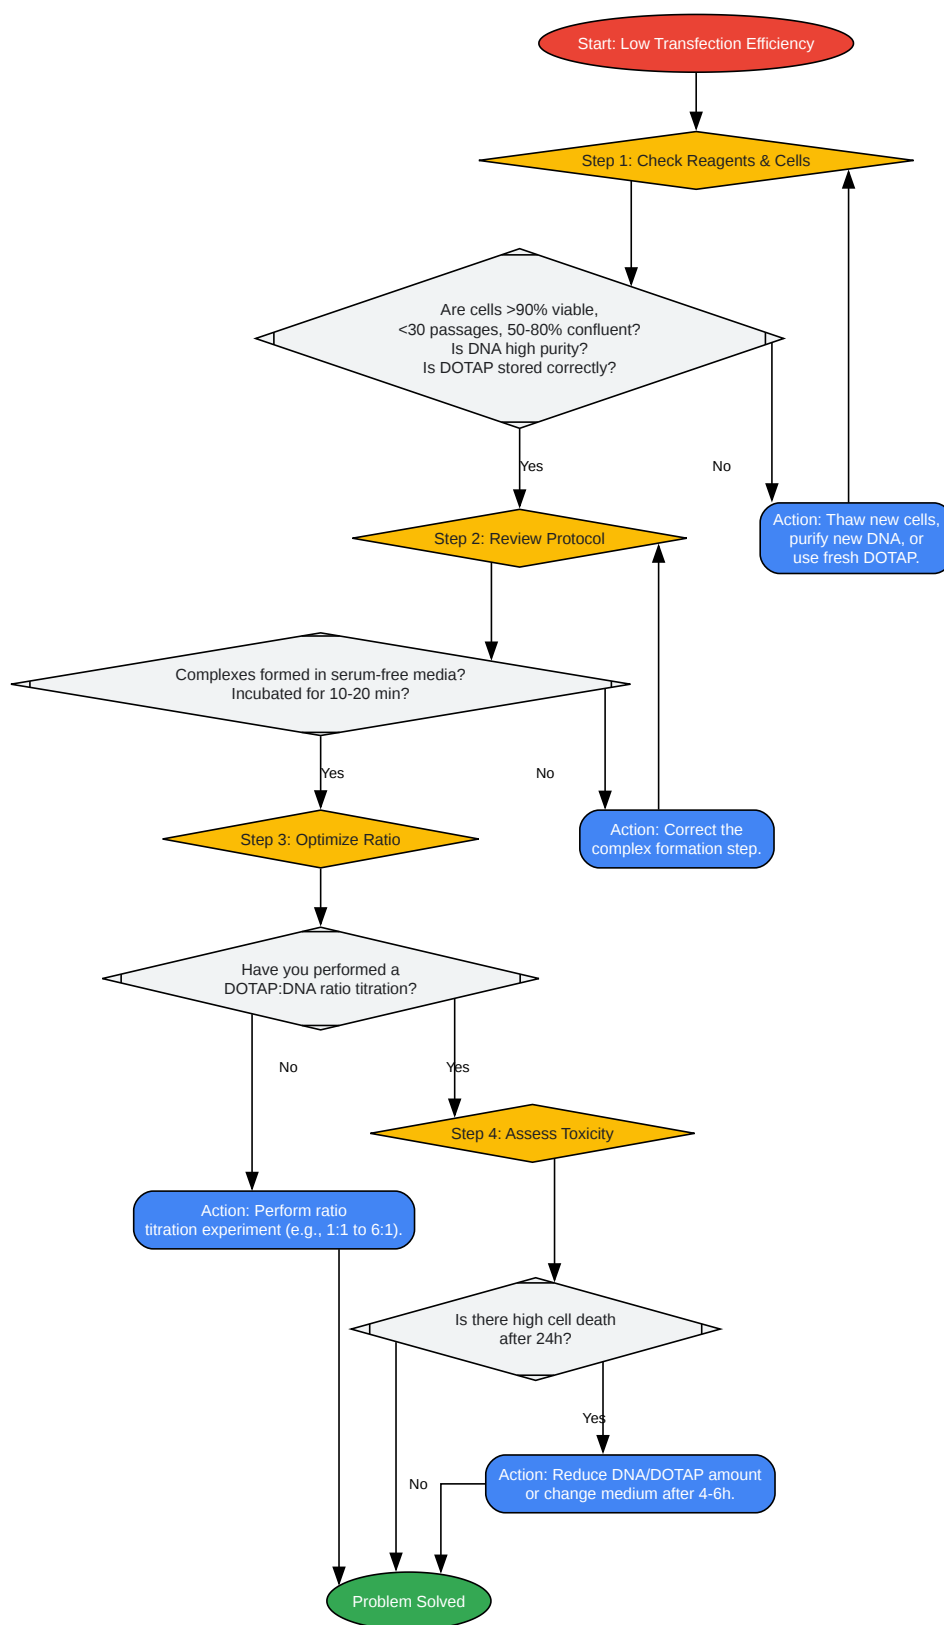 Start: Low Transfection Efficiency
Step 1: Check Reagents & Cells
Are cells >90% viable,
<30 passages, 50-80% confluent?
Is DNA high purity?
Is DOTAP stored correctly?
Yes
No
Action: Thaw new cells,
purify new DNA, or
use fresh DOTAP.
Step 2: Review Protocol
Complexes formed in serum-free media?
Incubated for 10-20 min?
Yes
No
Action: Correct the
complex formation step.
Step 3: Optimize Ratio
Have you performed a
DOTAP:DNA ratio titration?
No
Yes
Step 4: Assess Toxicity
Action: Perform ratio
titration experiment (e.g., 1:1 to 6:1).
Is there high cell death
after 24h?
Yes
No
Action: Reduce DNA/DOTAP amount
or change medium after 4-6h.
Problem Solved